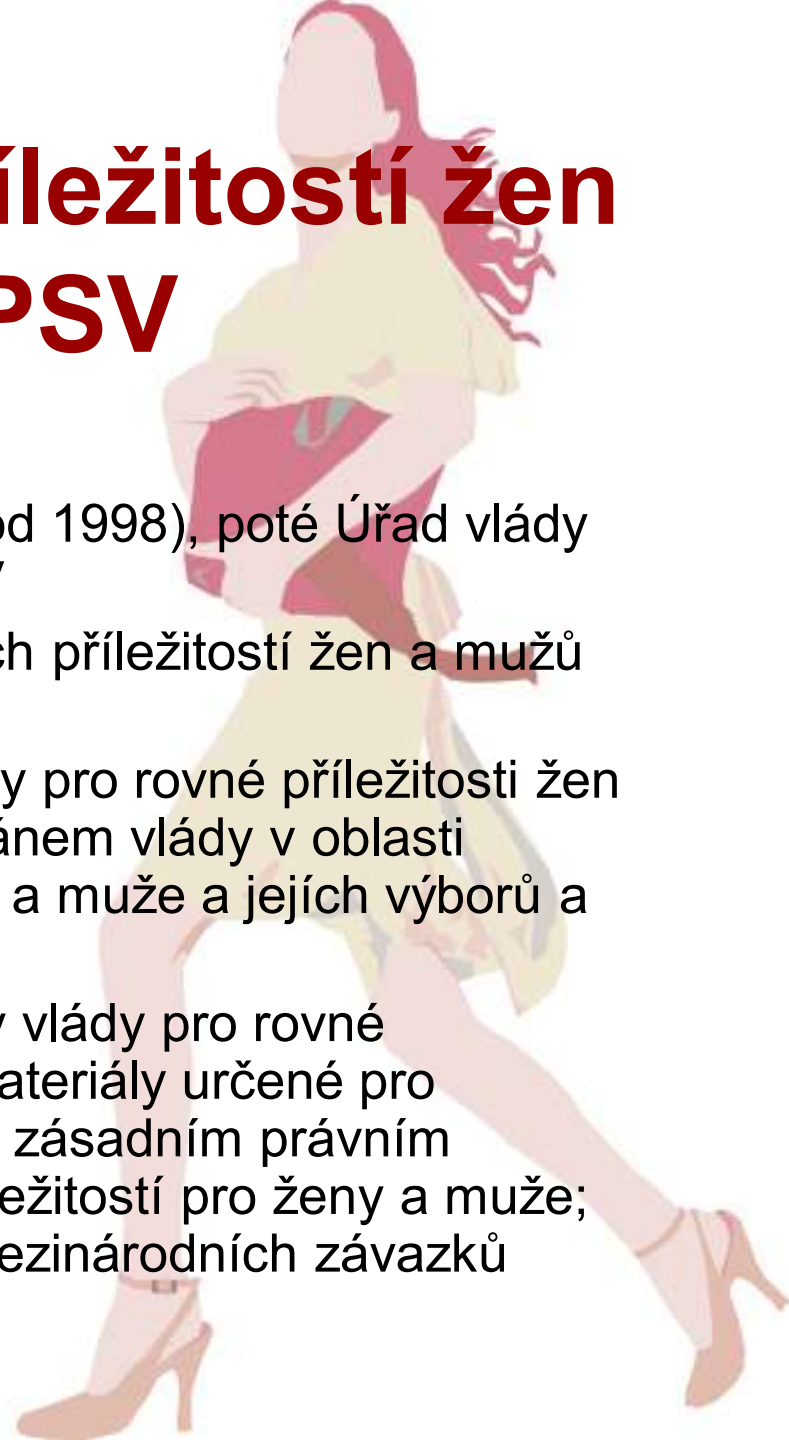 íležitostí žen
PSV
od 1998), poté Úřad vlády
ch příležitostí žen a mužů
y pro rovné příležitosti žen
ánem vlády v oblasti
a muže a jejích výborů a
y vlády pro rovné
ateriály určené pro
zásadním právním
ležitostí pro ženy a muže;
ezinárodních závazků